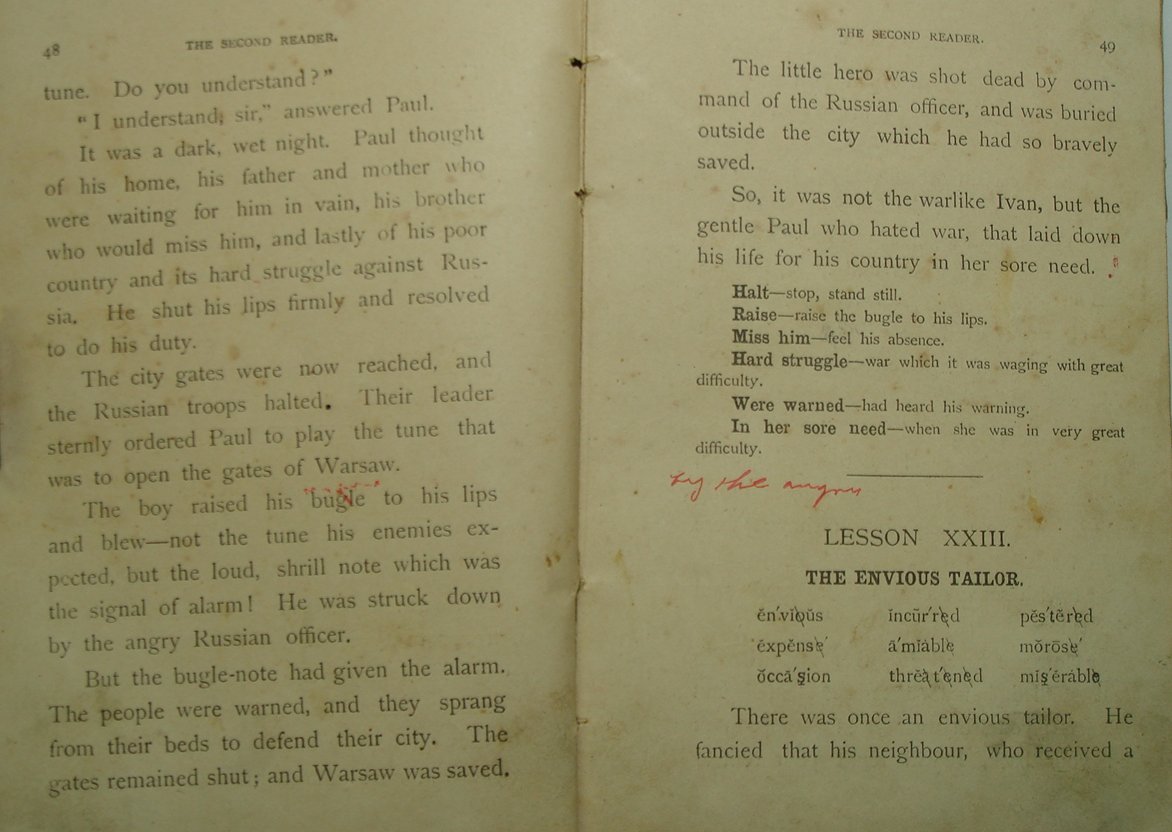 48
THE SECOND READER.
tune. Do you understand?”
“I understand, sir,” answered Paul.
It was a dark, wet night. Paul thought
of his home, his father and mother who
were waiting for him in vain, his brother
who would miss him, and lastly of his poor
country and its hard struggle against Rus-
sia. He shut his lips firmly and resolved
to do his duty.
The city gates were now reached, and
the Russian troops halted. Their leader
sternly ordered Paul to play the tune that
was to open the gates of Warsaw.
The boy raised his bugle to his lips
and blew—not the tune his enemies ex-
pected, but the loud, shrill note which was
the signal of alarm! He was struck down
by the angry Russian officer.
But the bugle-note had given the alarm.
The people were warned, and they sprang
from their beds to defend their city. The
gates remained shut; and Warsaw was saved.
THE SECOND READER.
49
The little hero was shot dead by com-
mand of the Russian officer, and was buried
outside the city which he had so bravely
saved.
So, it was not the warlike Ivan, but the
gentle Paul who hated war, that laid down
his life for his country in her sore need.
Halt—stop, stand still.
Raise—raise the bugle to his lips.
Miss him—feel his absence.
Hard struggle—war which it was waging with great
difficulty.
Were warned—had heard his warning.
In her sore need—when she was in very great
difficulty.
by the angry
LESSON XXIII.
THE ENVIOUS TAILOR.
ĕn′vĭoŭs ĭncŭr′rĕd pĕs′tĕrĕd
ĕxpĕnse′ ā′mĭăble mŏrōse′
ŏccā′sion thrĕat′ĕnĕd mĭs′ĕrăble
There was once an envious tailor. He
fancied that his neighbour, who received a